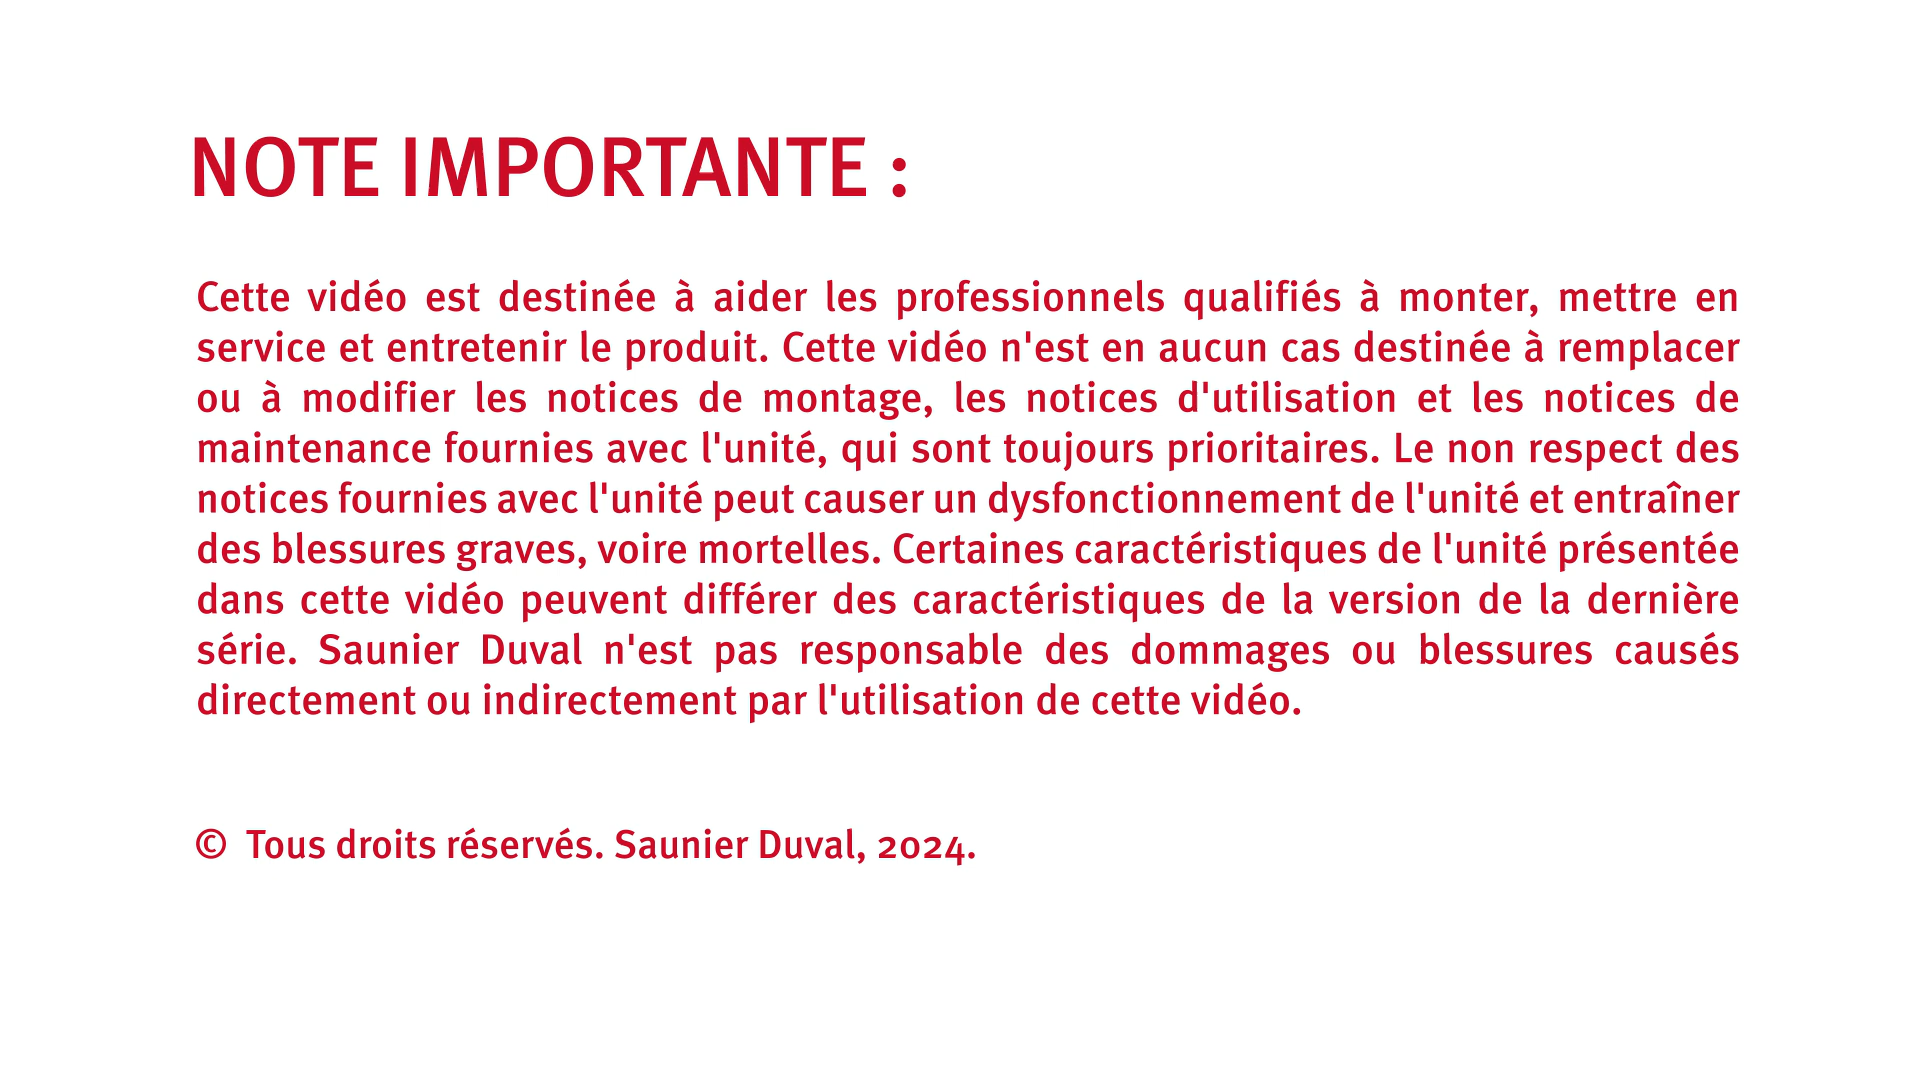 NOTE IMPORTANTE :
Cette vidéo est destinée à aider les professionnels qualifiés à monter, mettre en
service et entretenir le produit. Cette vidéo n'est en aucun cas destinée à remplacer
ou à modifier les notices de montage, les notices d'utilisation et les notices de
maintenance fournies avec l'unité, qui sont toujours prioritaires. Le non respect des
notices fournies avec l'unité peut causer un dysfonctionnement de l'unité et entraîner
des blessures graves, voire mortelles. Certaines caractéristiques de l'unité présentée
dans cette vidéo peuvent différer des caractéristiques de la version de la dernière
série. Saunier Duval n'est pas responsable des dommages ou blessures causés
directement ou indirectement par l'utilisation de cette vidéo.
© Tous droits réservés. Saunier Duval, 2024.